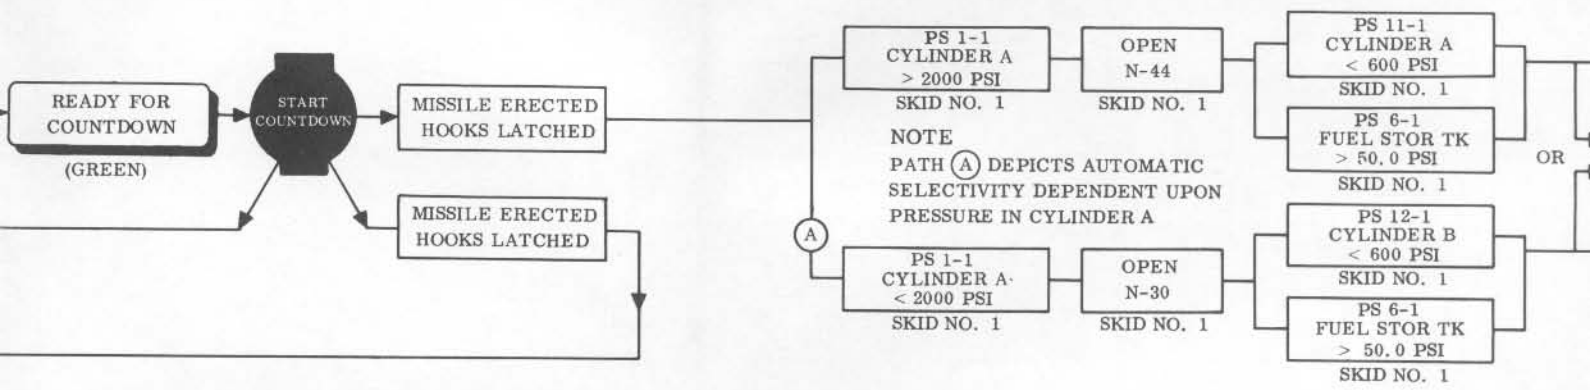 READY FOR
COUNTDOWN
(GREEN)
START
COUNTDOWN
MISSILE ERECTED
HOOKS LATCHED
MISSILE ERECTED
HOOKS LATCHED
PS 1-1
CYLINDER A
> 2000 PSI
SKID NO. 1
OPEN
N-44
SKID NO. 1
PS 11-1
CYLINDER A
< 600 PSI
SKID NO. 1
PS 6-1
FUEL STOR TK
> 50.0 PSI
SKID NO. 1
NOTE
PATH A DEPICTS AUTOMATIC
SELECTIVITY DEPENDENT UPON
PRESSURE IN CYLINDER A
A
OR
PS 1-1
CYLINDER A
< 2000 PSI
SKID NO. 1
OPEN
N-30
SKID NO. 1
PS 12-1
CYLINDER B
< 600 PSI
SKID NO. 1
PS 6-1
FUEL STOR TK
> 50.0 PSI
SKID NO. 1